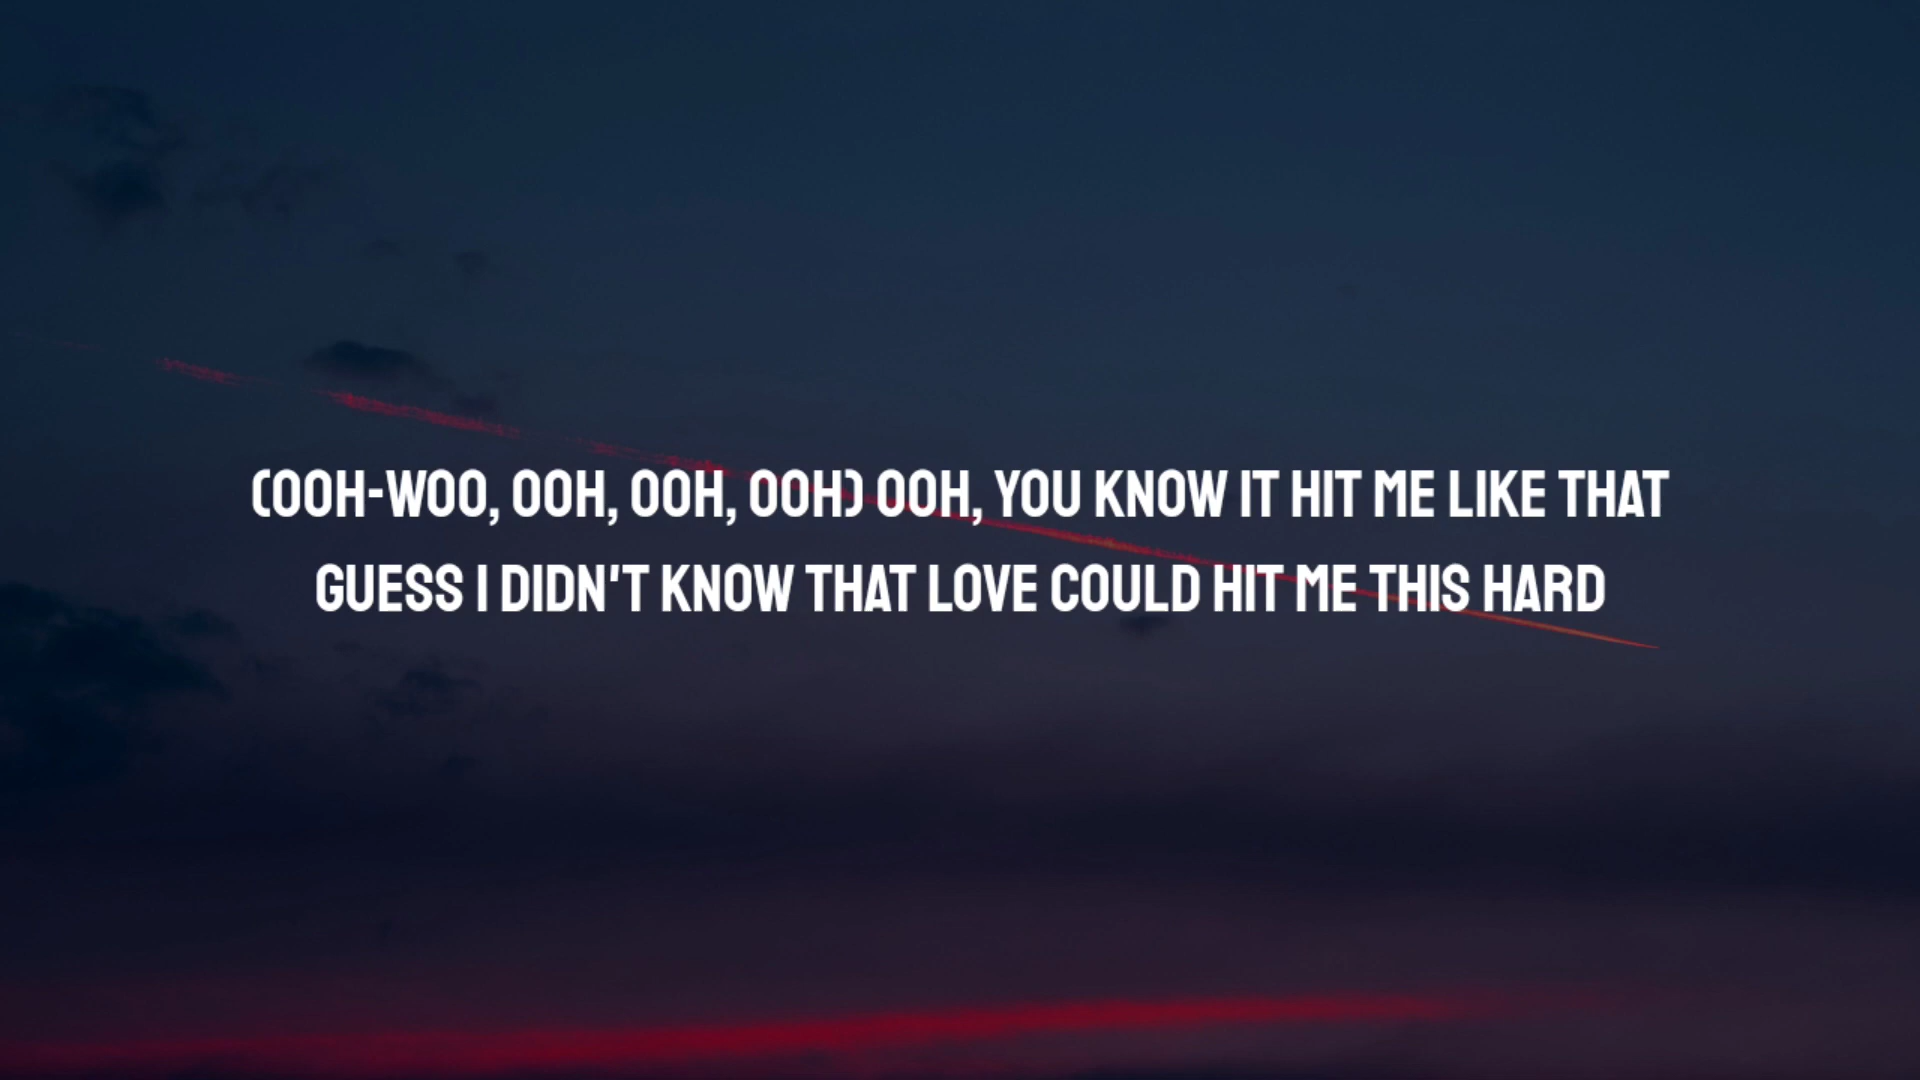 (OOH-WOO, OOH, OOH, OOH) OOH, YOU KNOW IT HIT ME LIKE THAT
GUESS I DIDN'T KNOW THAT LOVE COULD HIT ME THIS HARD